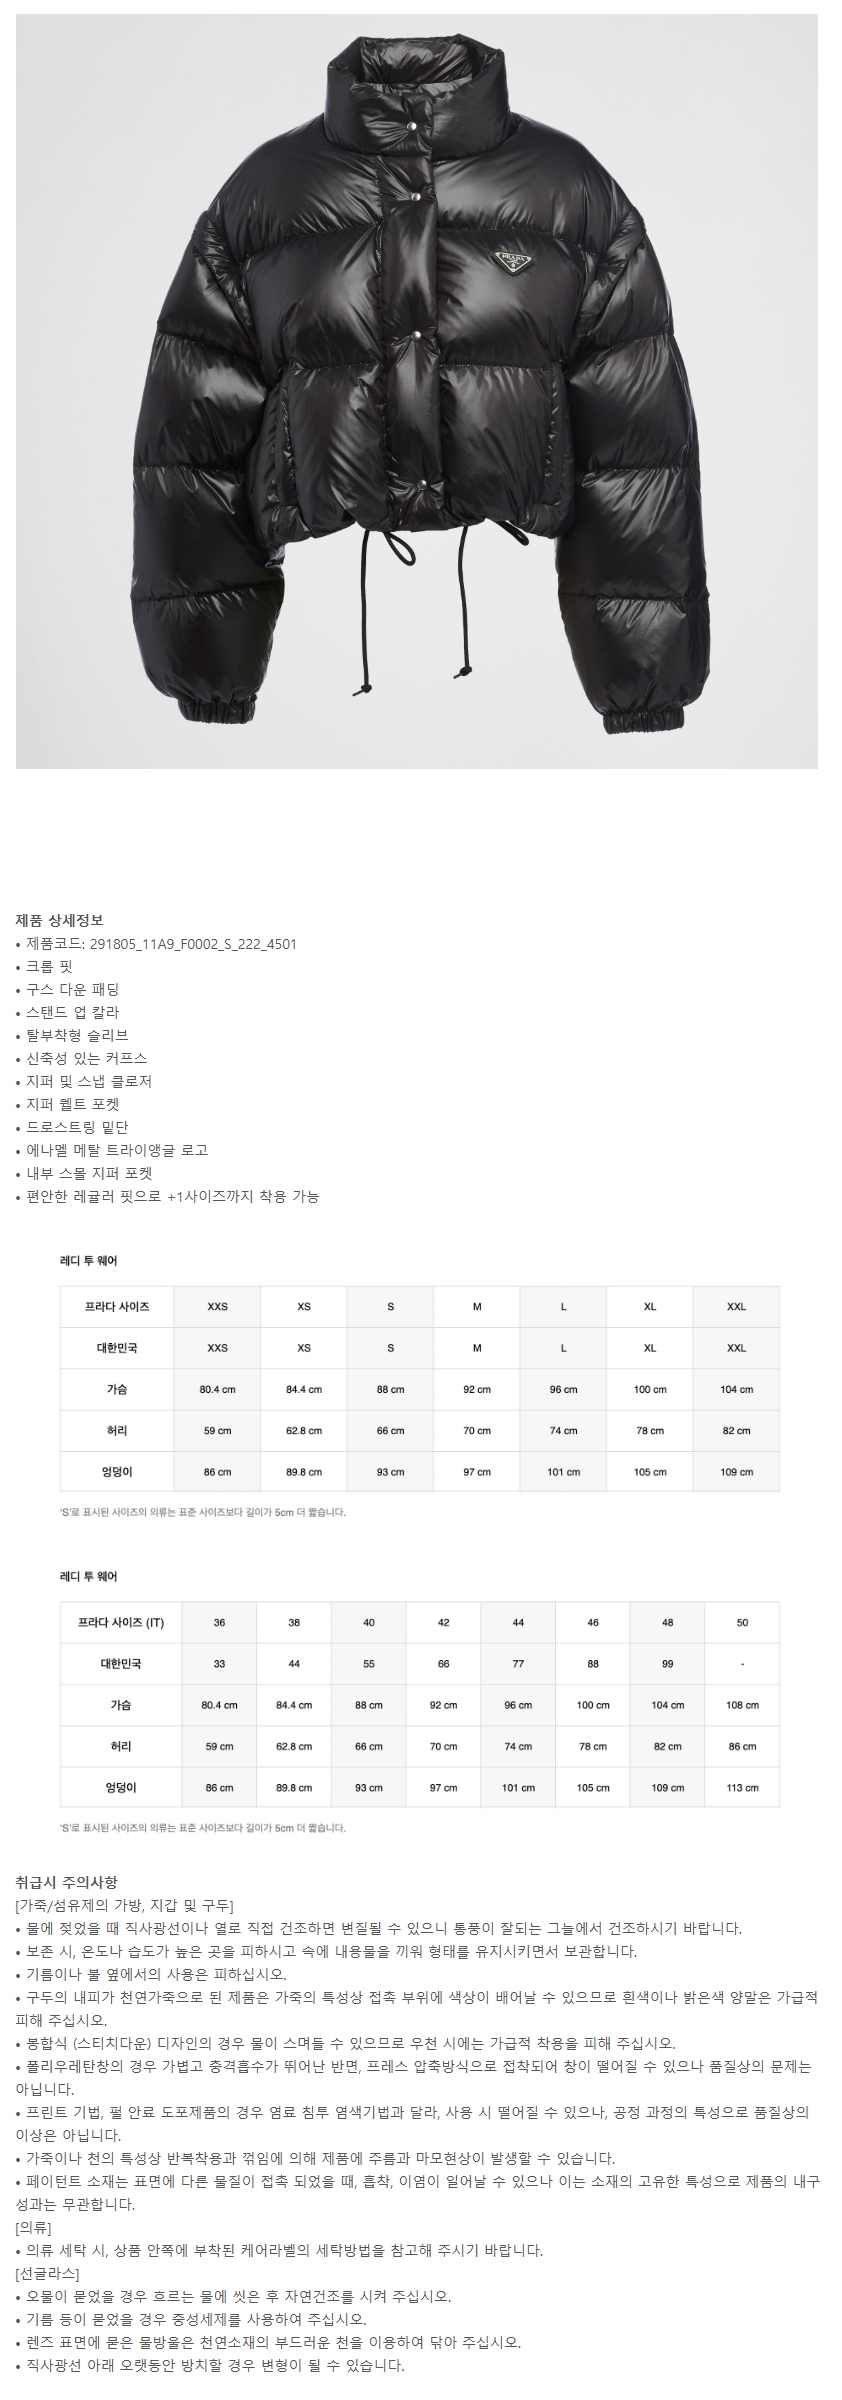 PRADA
제품 상세정보
• 제품코드: 291805_11A9_F0002_S_222_4501
• 크롭 핏
• 구스 다운 패딩
• 스탠드 업 칼라
• 탈부착형 슬리브
• 신축성 있는 커프스
• 지퍼 및 스냅 클로저
• 지퍼 웰트 포켓
• 드로스트링 밑단
• 에나멜 메탈 트라이앵글 로고
• 내부 스몰 지퍼 포켓
• 편안한 레귤러 핏으로 +1사이즈까지 착용 가능
레디 투 웨어
프라다 사이즈 XXS XS S M L XL XXL
대한민국 XXS XS S M L XL XXL
가슴 80.4 cm 84.4 cm 88 cm 92 cm 96 cm 100 cm 104 cm
허리 59 cm 62.8 cm 66 cm 70 cm 74 cm 78 cm 82 cm
엉덩이 86 cm 89.8 cm 93 cm 97 cm 101 cm 105 cm 109 cm
‘S’로 표시된 사이즈의 의류는 표준 사이즈보다 길이가 5cm 더 짧습니다.
레디 투 웨어
프라다 사이즈 (IT) 36 38 40 42 44 46 48 50
대한민국 33 44 55 66 77 88 99 -
가슴 80.4 cm 84.4 cm 88 cm 92 cm 96 cm 100 cm 104 cm 108 cm
허리 59 cm 62.8 cm 66 cm 70 cm 74 cm 78 cm 82 cm 86 cm
엉덩이 86 cm 89.8 cm 93 cm 97 cm 101 cm 105 cm 109 cm 113 cm
‘S’로 표시된 사이즈의 의류는 표준 사이즈보다 길이가 5cm 더 짧습니다.
취급시 주의사항
[가죽/섬유제의 가방, 지갑 및 구두]
• 물에 젖었을 때 직사광선이나 열로 직접 건조하면 변질될 수 있으니 통풍이 잘되는 그늘에서 건조하시기 바랍니다.
• 보존 시, 온도나 습도가 높은 곳을 피하시고 속에 내용물을 끼워 형태를 유지시키면서 보관합니다.
• 기름이나 불 옆에서의 사용은 피하십시오.
• 구두의 내피가 천연가죽으로 된 제품은 가죽의 특성상 접촉 부위에 색상이 배어날 수 있으므로 흰색이나 밝은색 양말은 가급적
피해 주십시오.
• 봉합식 (스티치다운) 디자인의 경우 물이 스며들 수 있으므로 우천 시에는 가급적 착용을 피해 주십시오.
• 폴리우레탄창의 경우 가볍고 충격흡수가 뛰어난 반면, 프레스 압축방식으로 접착되어 창이 떨어질 수 있으나 품질상의 문제는
아닙니다.
• 프린트 기법, 펄 안료 도포제품의 경우 염료 침투 염색기법과 달라, 사용 시 떨어질 수 있으나, 공정 과정의 특성으로 품질상의
이상은 아닙니다.
• 가죽이나 천의 특성상 반복착용과 꺾임에 의해 제품에 주름과 마모현상이 발생할 수 있습니다.
• 페이턴트 소재는 표면에 다른 물질이 접촉 되었을 때, 흡착, 이염이 일어날 수 있으나 이는 소재의 고유한 특성으로 제품의 내구
성과는 무관합니다.
[의류]
• 의류 세탁 시, 상품 안쪽에 부착된 케어라벨의 세탁방법을 참고해 주시기 바랍니다.
[선글라스]
• 오물이 묻었을 경우 흐르는 물에 씻은 후 자연건조를 시켜 주십시오.
• 기름 등이 묻었을 경우 중성세제를 사용하여 주십시오.
• 렌즈 표면에 묻은 물방울은 천연소재의 부드러운 천을 이용하여 닦아 주십시오.
• 직사광선 아래 오랫동안 방치할 경우 변형이 될 수 있습니다.